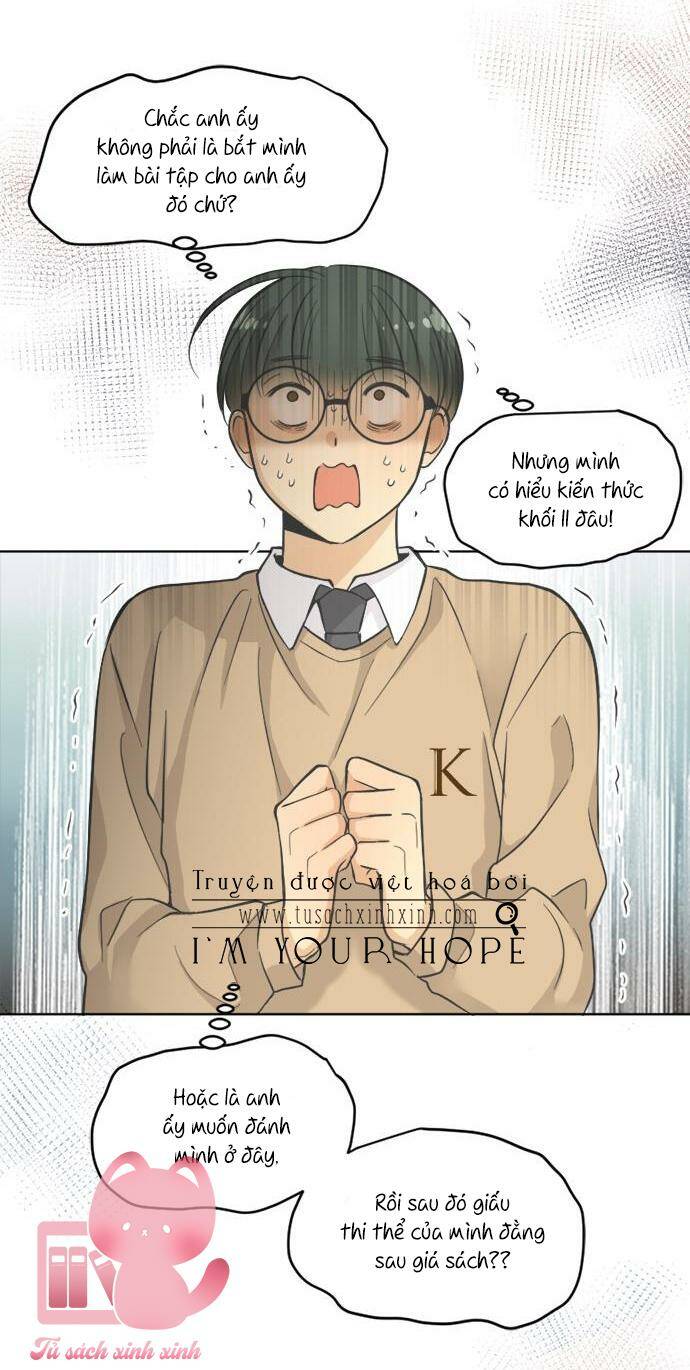 Chắc anh ấy
không phải là bắt mình
làm bài tập cho anh ấy
đó chứ?
Nhưng mình
có hiểu kiến thức
khối 11 đâu!
K
Truyện được việt hoá bởi
www.tusachxinhxinh.com
I'M YOUR HOPE
Hoặc là anh
ấy muốn đánh
mình ở đây,
Rồi sau đó giấu
thi thể của mình đằng
sau giá sách??
Tủ sách xinh xinh